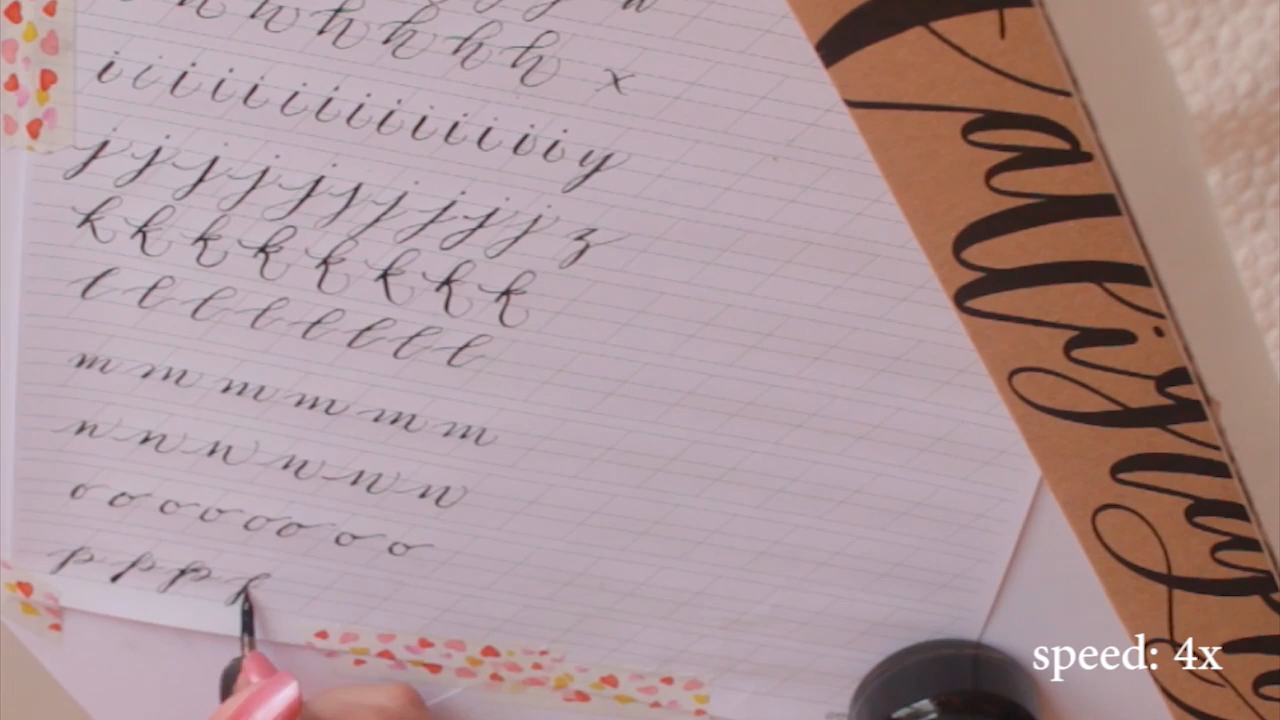 h h h h h h x
i i i i i i i i i i i i i i y
j j j j j j j j j j z
k k k k k k k k
l l l l l l l l
m m m m m m
n n n n n n
o o o o o o o o
p p p p
speed: 4x